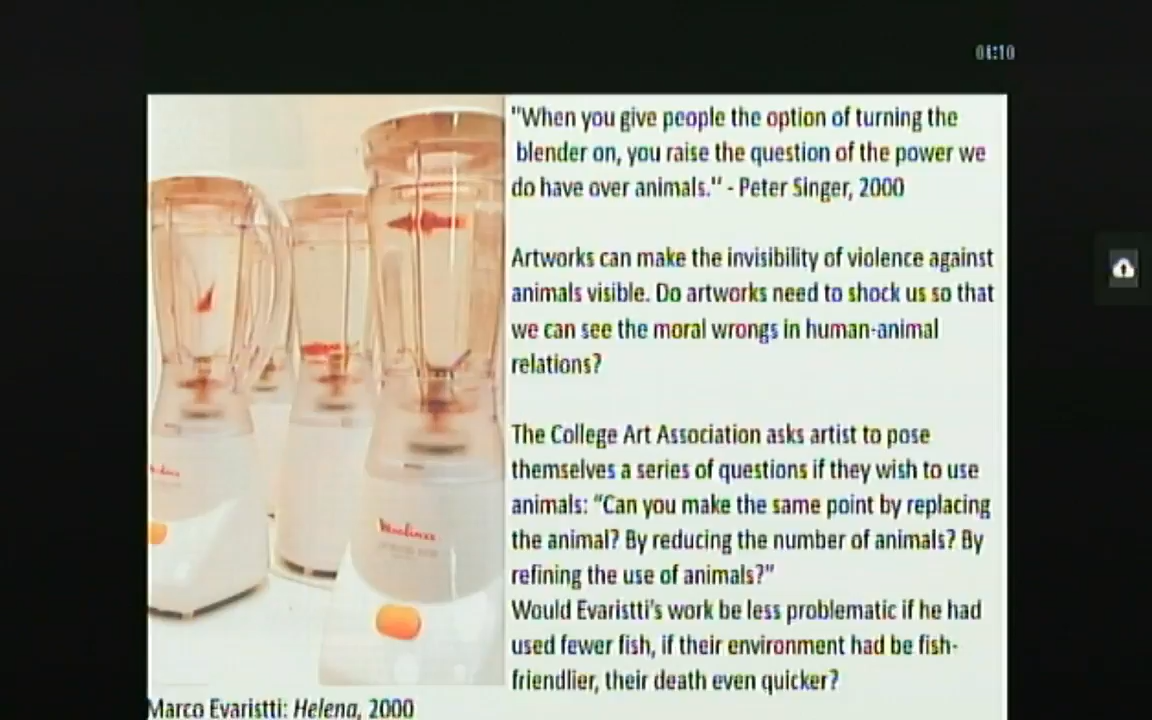 01:10
"When you give people the option of turning the
blender on, you raise the question of the power we
do have over animals." - Peter Singer, 2000
Artworks can make the invisibility of violence against
animals visible. Do artworks need to shock us so that
we can see the moral wrongs in human-animal
relations?
The College Art Association asks artist to pose
themselves a series of questions if they wish to use
animals: "Can you make the same point by replacing
the animal? By reducing the number of animals? By
refining the use of animals?"
Would Evaristti's work be less problematic if he had
used fewer fish, if their environment had be fish-
friendlier, their death even quicker?
Moulinex
Marco Evaristti: Helena, 2000